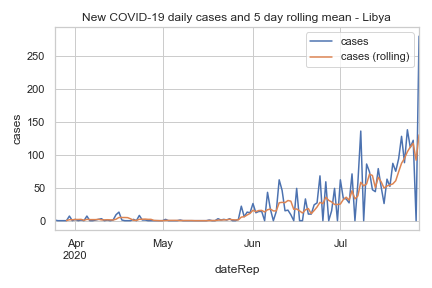 New COVID-19 daily cases and 5 day rolling mean - Libya
cases
cases (rolling)
250
200
150
100
50
0
cases
Apr
2020
May
Jun
Jul
dateRep